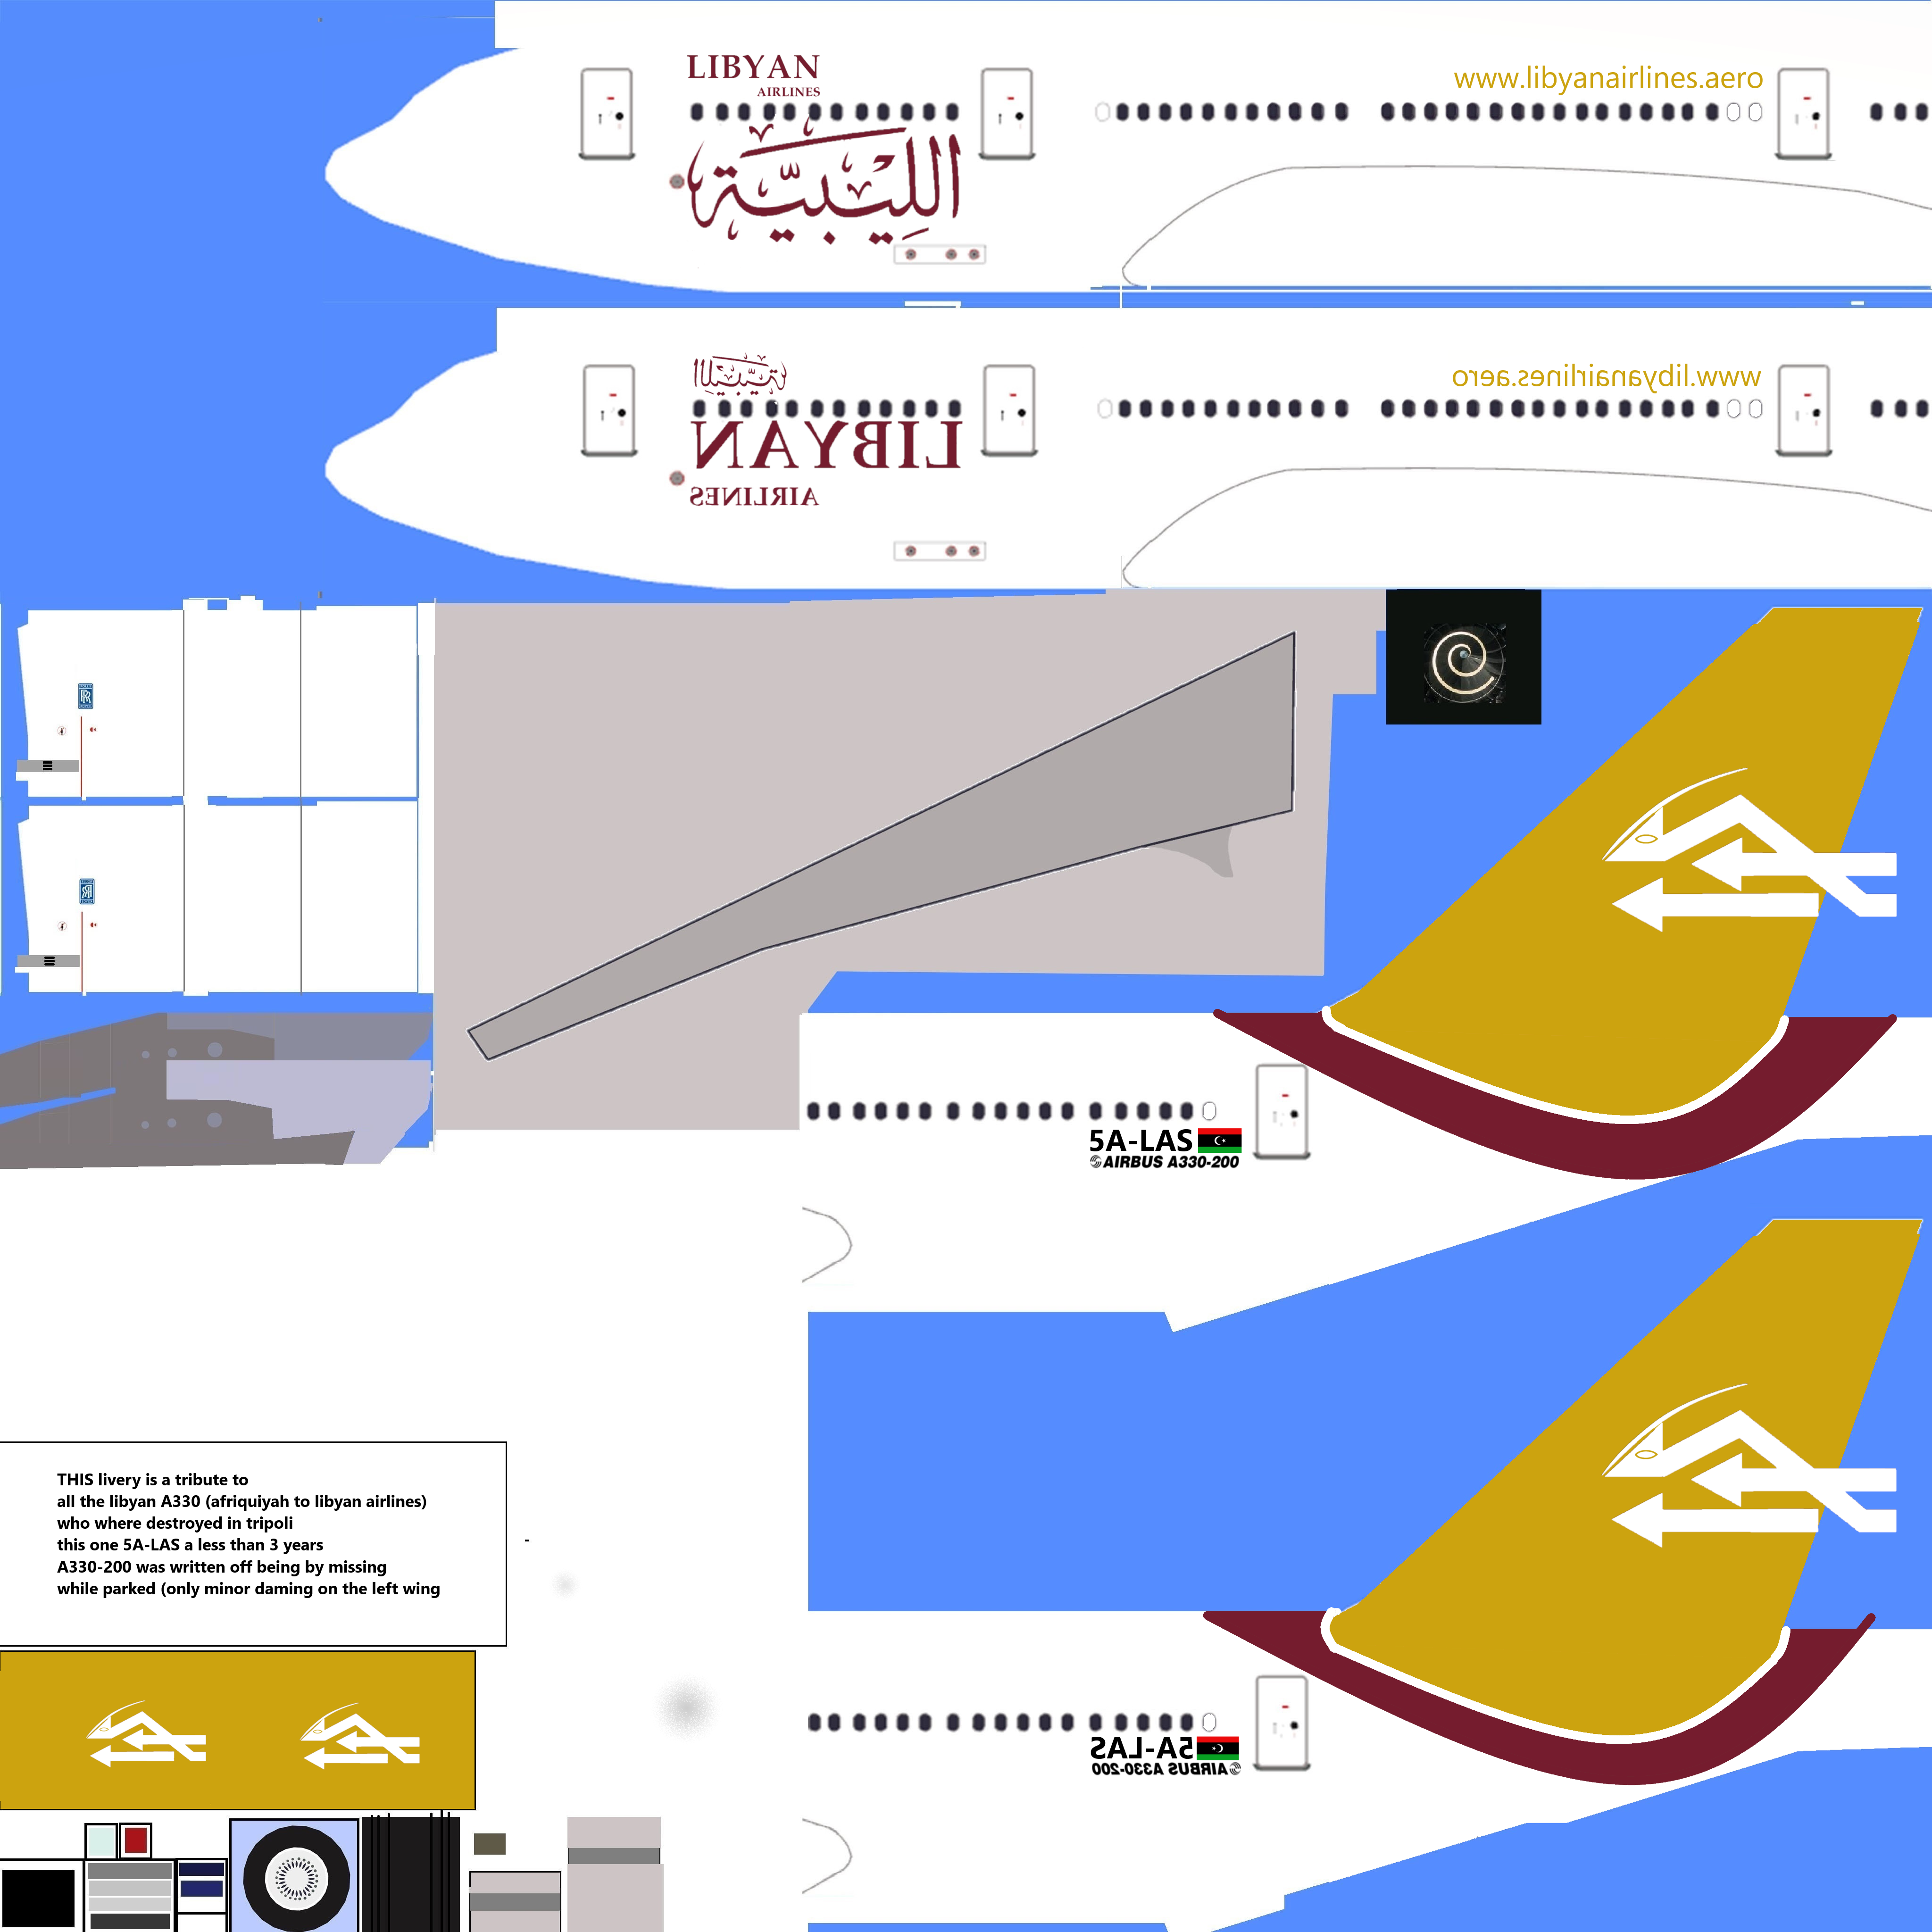 LIBYAN
AIRLINES
www.libyanairlines.aero
الليبية
الليبية
www.libyanairlines.aero
LIBYAN
AIRLINES
RR
RR
5A-LAS
AIRBUS A330-200
THIS livery is a tribute to
all the libyan A330 (afriquiyah to libyan airlines)
who where destroyed in tripoli
this one 5A-LAS a less than 3 years
A330-200 was written off being by missing
while parked (only minor daming on the left wing
-
5A-LAS
AIRBUS A330-200